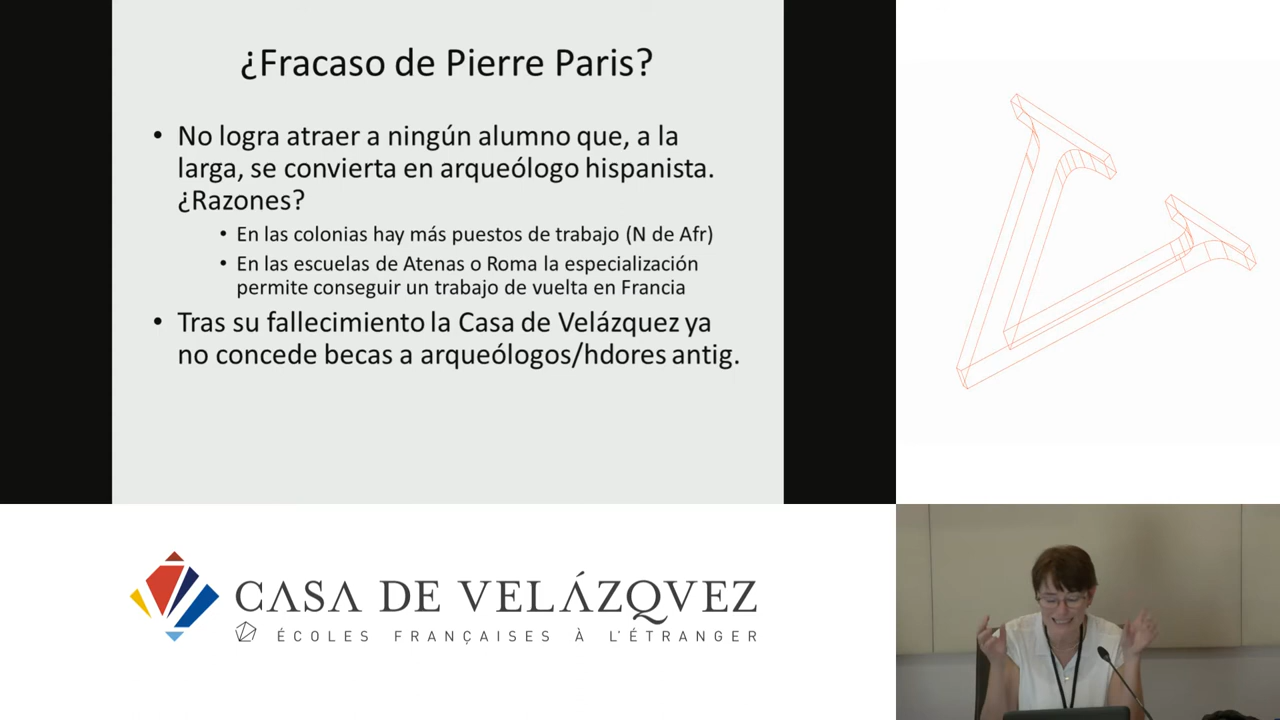 ¿Fracaso de Pierre Paris?
• No logra atraer a ningún alumno que, a la
larga, se convierta en arqueólogo hispanista.
¿Razones?
• En las colonias hay más puestos de trabajo (N de Afr)
• En las escuelas de Atenas o Roma la especialización
permite conseguir un trabajo de vuelta en Francia
• Tras su fallecimiento la Casa de Velázquez ya
no concede becas a arqueólogos/hdores antig.
CASA DE VELÁZQVEZ
ÉCOLES FRANÇAISES À L'ÉTRANGER